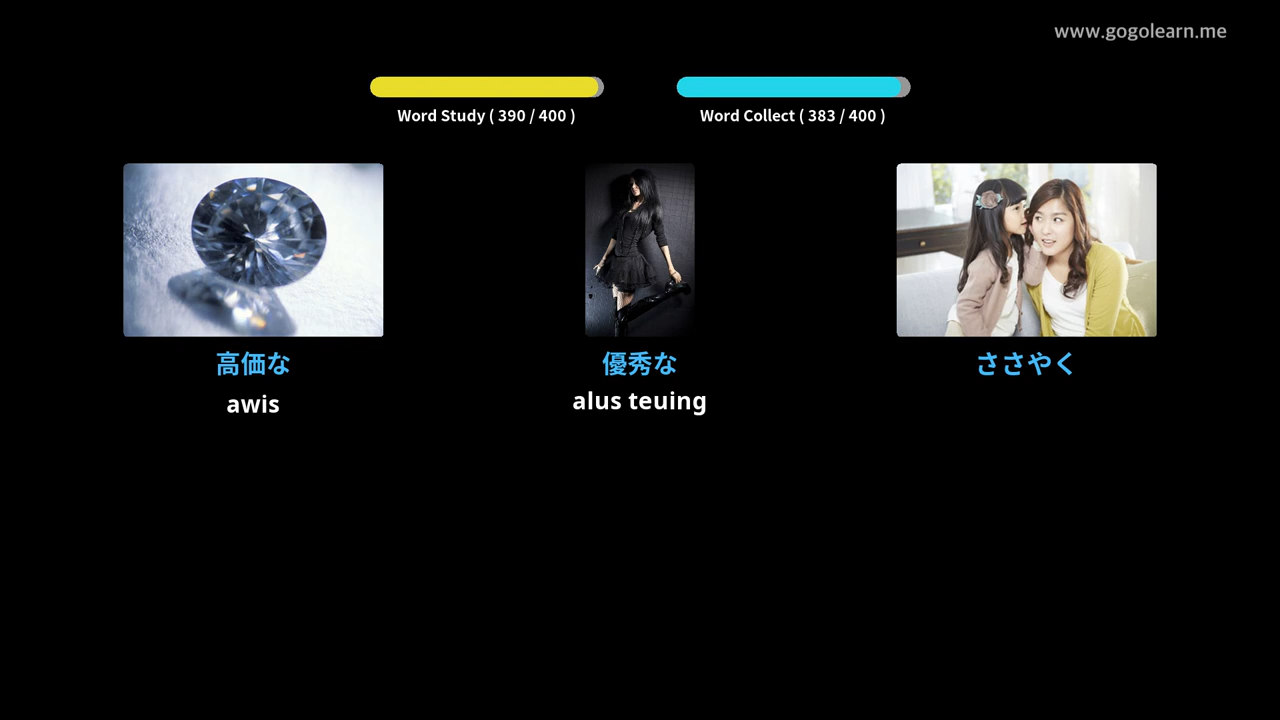 www.gogolearn.me
Word Study ( 390 / 400 )
Word Collect ( 383 / 400 )
高価な
優秀な
ささやく
awis
alus teuing